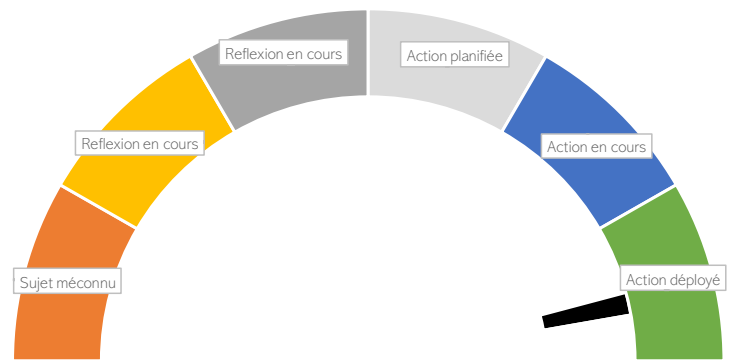 Reflexion en cours
Action planifiée
Reflexion en cours
Action en cours
Sujet méconnu
Action déployé